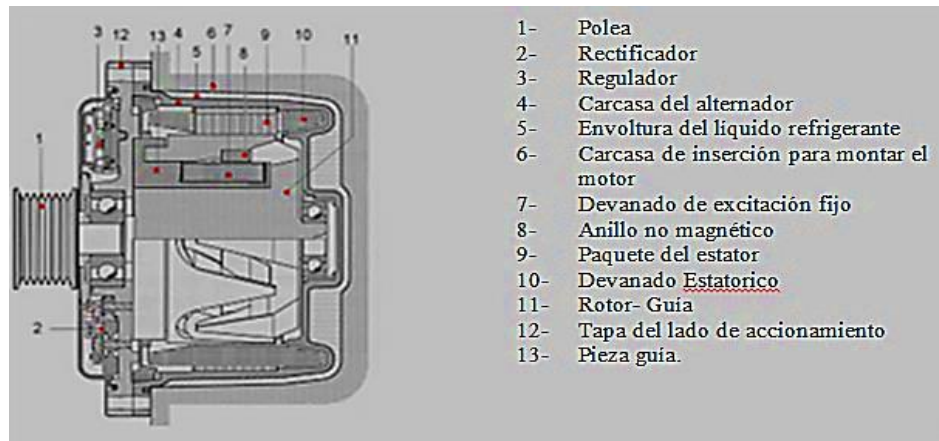 3 12 13 4 6 7 9 10 11
5 8
1
2
1- Polea
2- Rectificador
3- Regulador
4- Carcasa del alternador
5- Envoltura del líquido refrigerante
6- Carcasa de inserción para montar el
motor
7- Devanado de excitación fijo
8- Anillo no magnético
9- Paquete del estator
10- Devanado Estatorico
11- Rotor- Guía
12- Tapa del lado de accionamiento
13- Pieza guía.